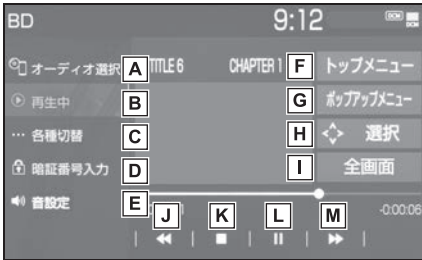 BD 9:12 DCM
オーディオ選択 A TITLE 6 CHAPTER 1 F トップメニュー
再生中 B G ポップアップメニュー
… 各種切替 C H 選択
暗証番号入力 D I 全画面
音設定 E
J K L M -0:00:06